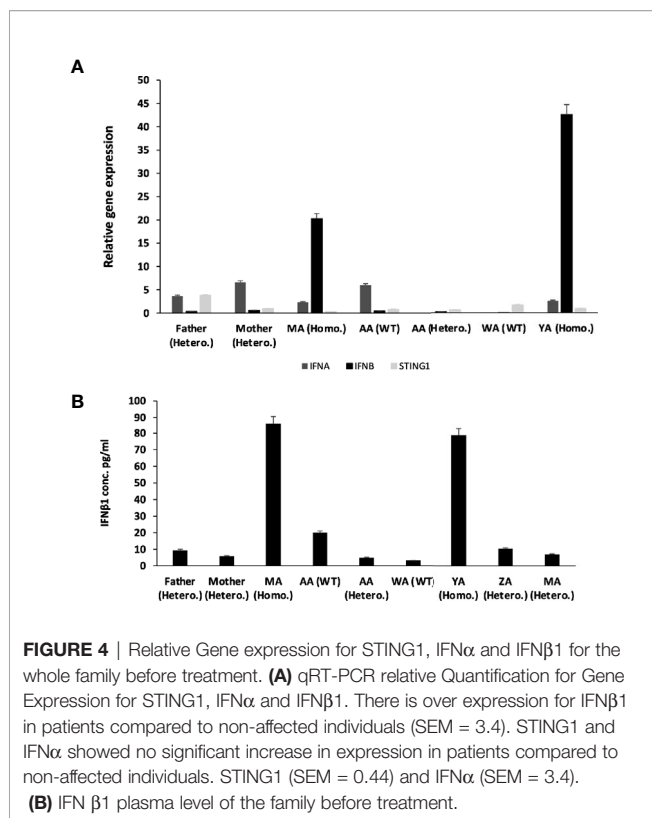 A
50
45
40
35
30
25
20
15
10
5
0
Relative gene expression
Father Mother MA (Homo.) AA (WT) AA (Hetero.) WA (WT) YA (Homo.)
(Hetero.) (Hetero.)
IFNA IFNB STING1
B
100
90
80
70
60
50
40
30
20
10
0
IFNβ1 conc. pg/ml
Father Mother MA AA (WT) AA WA (WT) YA ZA MA
(Hetero.) (Hetero.) (Homo.) (Hetero.) (Homo.) (Hetero.) (Hetero.)
FIGURE 4 | Relative Gene expression for STING1, IFNα and IFNβ1 for the
whole family before treatment. (A) qRT-PCR relative Quantification for Gene
Expression for STING1, IFNα and IFNβ1. There is over expression for IFNβ1
in patients compared to non-affected individuals (SEM = 3.4). STING1 and
IFNα showed no significant increase in expression in patients compared to
non-affected individuals. STING1 (SEM = 0.44) and IFNα (SEM = 3.4).
(B) IFN β1 plasma level of the family before treatment.